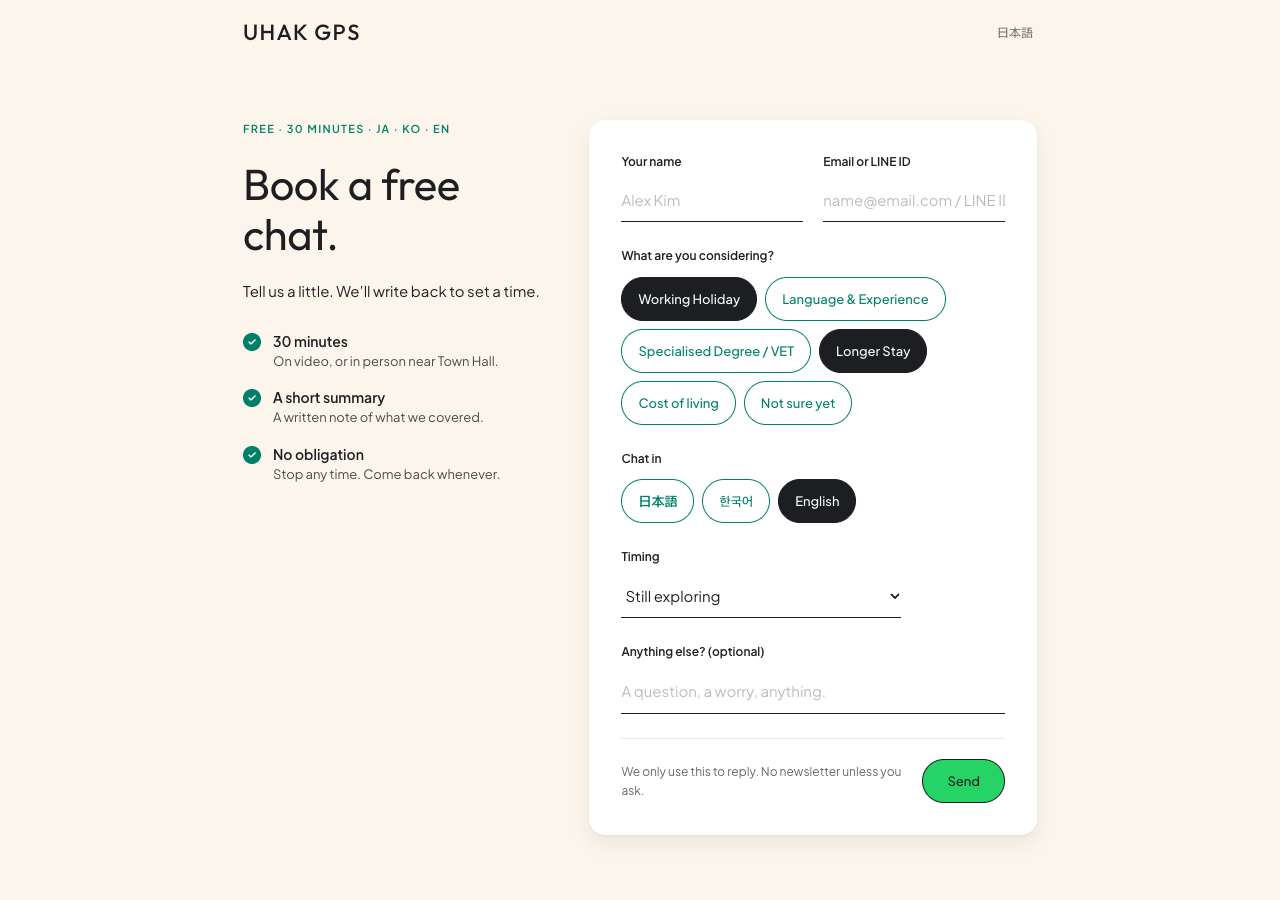 UHAK GPS
日本語
FREE · 30 MINUTES · JA · KO · EN
Book a free
chat.
Tell us a little. We'll write back to set a time.
30 minutes
On video, or in person near Town Hall.
A short summary
A written note of what we covered.
No obligation
Stop any time. Come back whenever.
Your name
Email or LINE ID
Alex Kim
name@email.com / LINE ID
What are you considering?
Working Holiday
Language & Experience
Specialised Degree / VET
Longer Stay
Cost of living
Not sure yet
Chat in
日本語
한국어
English
Timing
Still exploring
Anything else? (optional)
A question, a worry, anything.
We only use this to reply. No newsletter unless you
ask.
Send